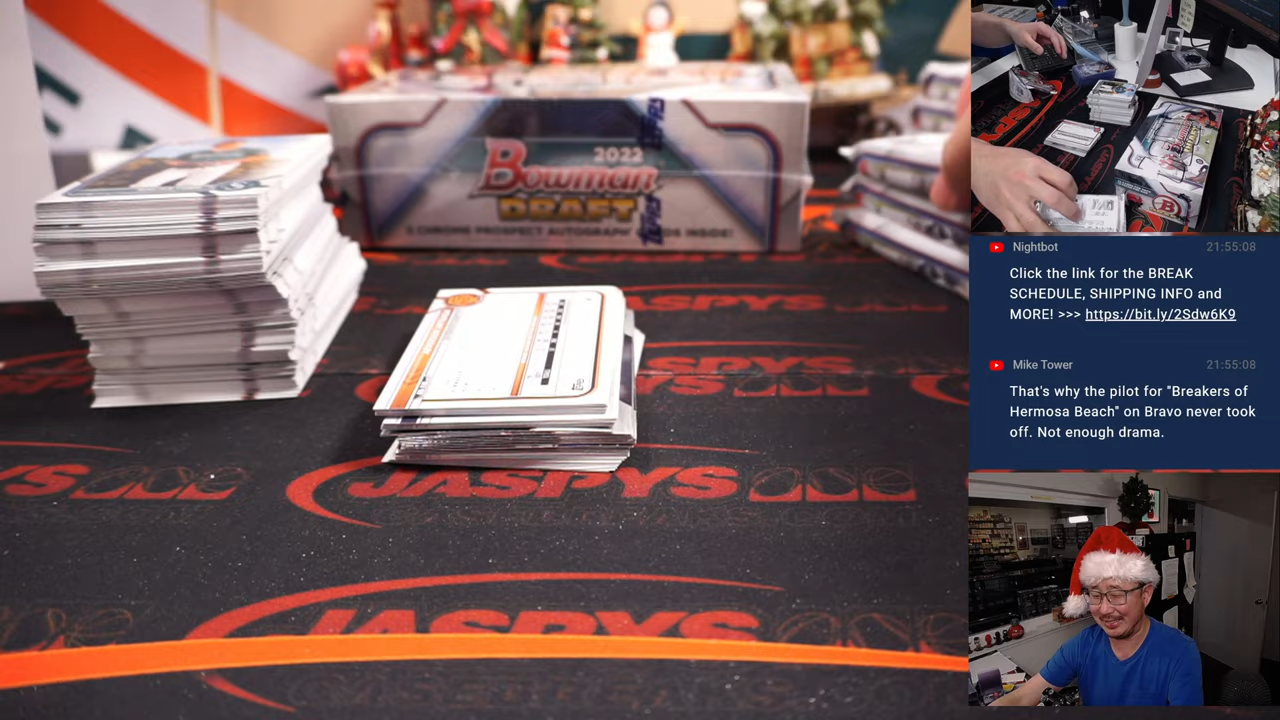 2022
Bowman
DRAFT
topps
topps
JASPYS
JASPYS
JASPYS
Nightbot 21:55:08
Click the link for the BREAK
SCHEDULE, SHIPPING INFO and
MORE! >>> https://bit.ly/2Sdw6K9
Mike Tower 21:55:08
That's why the pilot for "Breakers of
Hermosa Beach" on Bravo never took
off. Not enough drama.